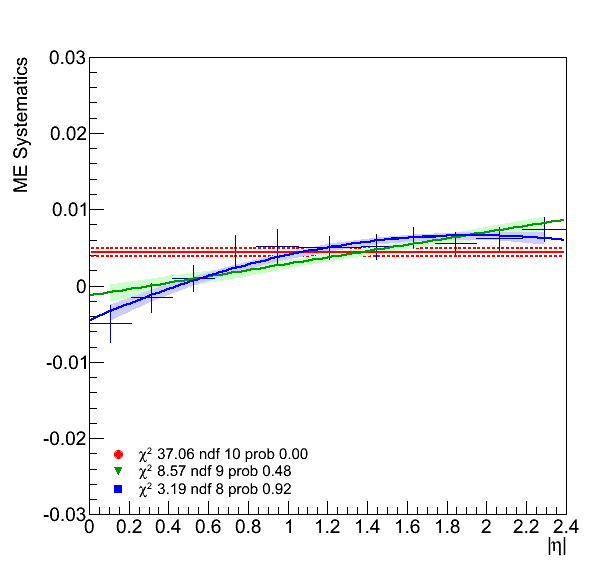 ME Systematics
0.03
0.02
0.01
0
-0.01
-0.02
-0.03
χ² 37.06 ndf 10 prob 0.00
χ² 8.57 ndf 9 prob 0.48
χ² 3.19 ndf 8 prob 0.92
0 0.2 0.4 0.6 0.8 1 1.2 1.4 1.6 1.8 2 2.2 2.4
|η|